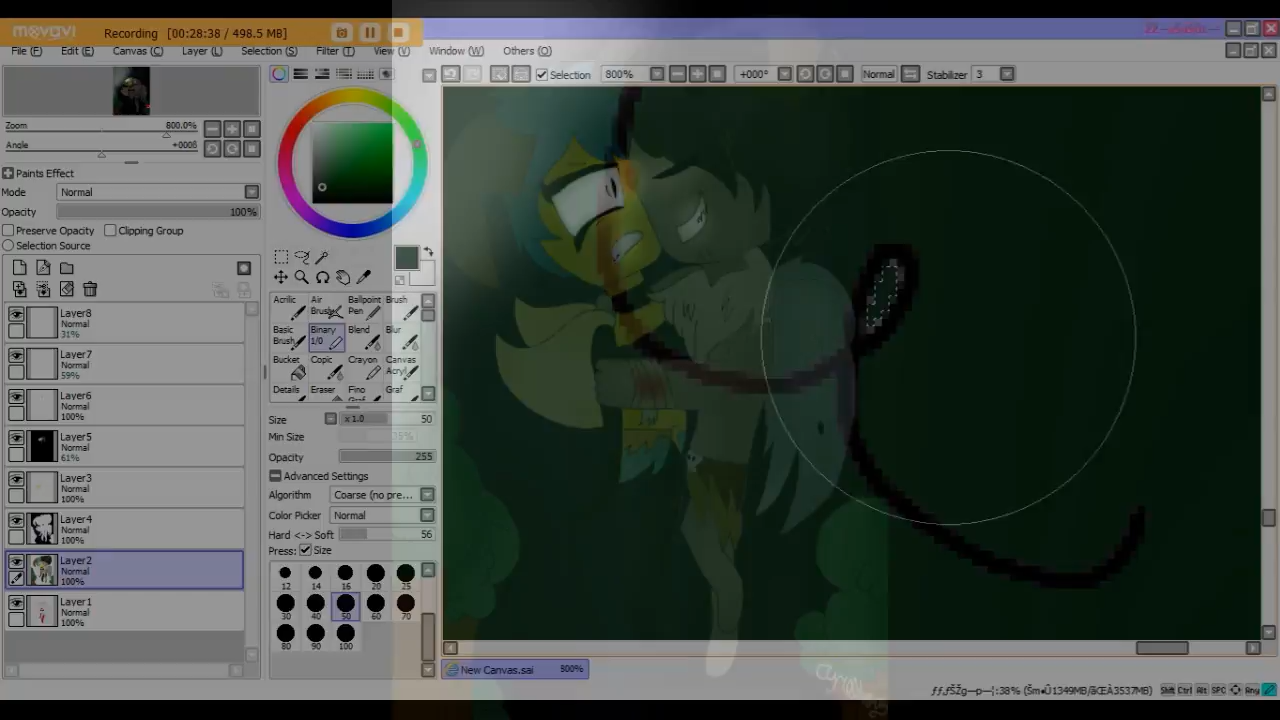 movavi Recording [00:28:38 / 498.5 MB]
File (F) Edit (E) Canvas (C) Layer (L) Selection (S) Filter (T) View (V) Window (W) Others (O)
Selection 800% +000° Normal Stabilizer 3
Zoom 800.0%
Angle +000
Paints Effect
Mode Normal
Opacity 100%
Preserve Opacity Clipping Group
Selection Source
Layer8
Normal
31%
Layer7
Normal
59%
Layer6
Normal
100%
Layer5
Normal
61%
Layer3
Normal
100%
Layer4
Normal
100%
Layer2
Normal
100%
Layer1
Normal
100%
Acrilic Air Brush Ballpoint Pen Brush
Basic Brush Binary 1/0 Blend Blur
Bucket Copic Crayon Canvas Acryl
Details Eraser Fino Graf Graf
Size x 1.0 50
Min Size
Opacity 255
Advanced Settings
Algorithm Coarse (no pre...
Color Picker Normal
Hard <-> Soft 56
Press: Size
12 14 16 20 25
30 40 50 60 70
80 90 100
New Canvas.sai 800%
Shift Ctrl Alt SPC Any